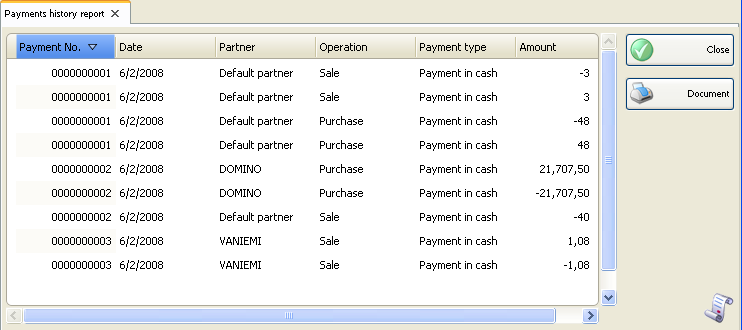 Payments history report
Payment No. Date Partner Operation Payment type Amount
0000000001 6/2/2008 Default partner Sale Payment in cash -3
0000000001 6/2/2008 Default partner Sale Payment in cash 3
0000000001 6/2/2008 Default partner Purchase Payment in cash -48
0000000001 6/2/2008 Default partner Purchase Payment in cash 48
0000000002 6/2/2008 DOMINO Purchase Payment in cash 21,707,50
0000000002 6/2/2008 DOMINO Purchase Payment in cash -21,707,50
0000000002 6/2/2008 Default partner Sale Payment in cash -40
0000000003 6/2/2008 VANIEMI Sale Payment in cash 1,08
0000000003 6/2/2008 VANIEMI Sale Payment in cash -1,08
Close
Document